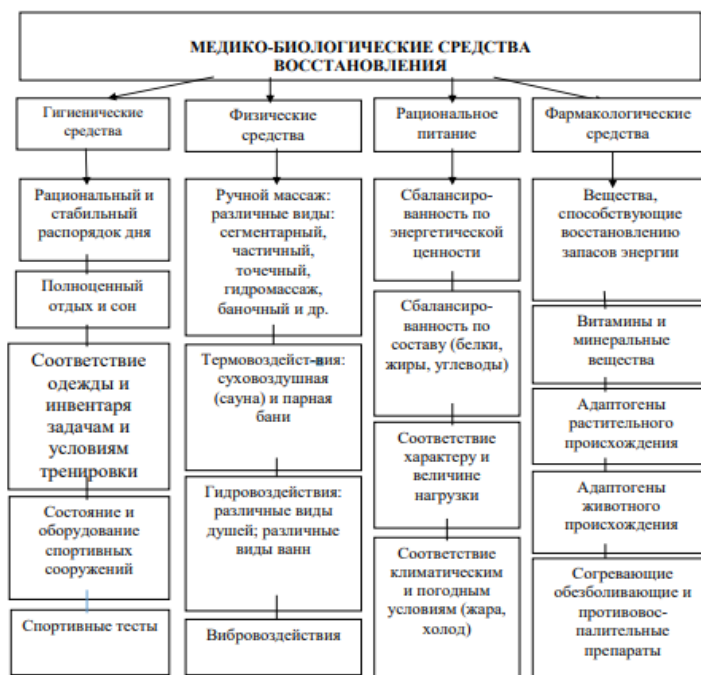 МЕДИКО-БИОЛОГИЧЕСКИЕ СРЕДСТВА
ВОССТАНОВЛЕНИЯ
Гигиенические
средства
Рациональный и
стабильный
распорядок дня
Полноценный
отдых и сон
Соответствие
одежды и
инвентаря
задачам и
условиям
тренировки
Состояние и
оборудование
спортивных
сооружений
Спортивные тесты
Физические
средства
Ручной массаж:
различные виды:
сегментарный,
частичный,
точечный,
гидромассаж,
баночный и др.
Термовоздейст-вия:
суховоздушная
(сауна) и парная
бани
Гидровоздействия:
различные виды
душей; различные
виды ванн
Вибровоздействия
Рациональное
питание
Сбалансиро-
ванность по
энергетической
ценности
Сбалансиро-
ванность по
составу (белки,
жиры, углеводы)
Соответствие
характеру и
величине
нагрузки
Соответствие
климатическим
и погодным
условиям (жара,
холод)
Фармакологические
средства
Вещества,
способствующие
восстановлению
запасов энергии
Витамины и
минеральные
вещества
Адаптогены
растительного
происхождения
Адаптогены
животного
происхождения
Согревающие
обезболивающие и
противовос-
палительные
препараты